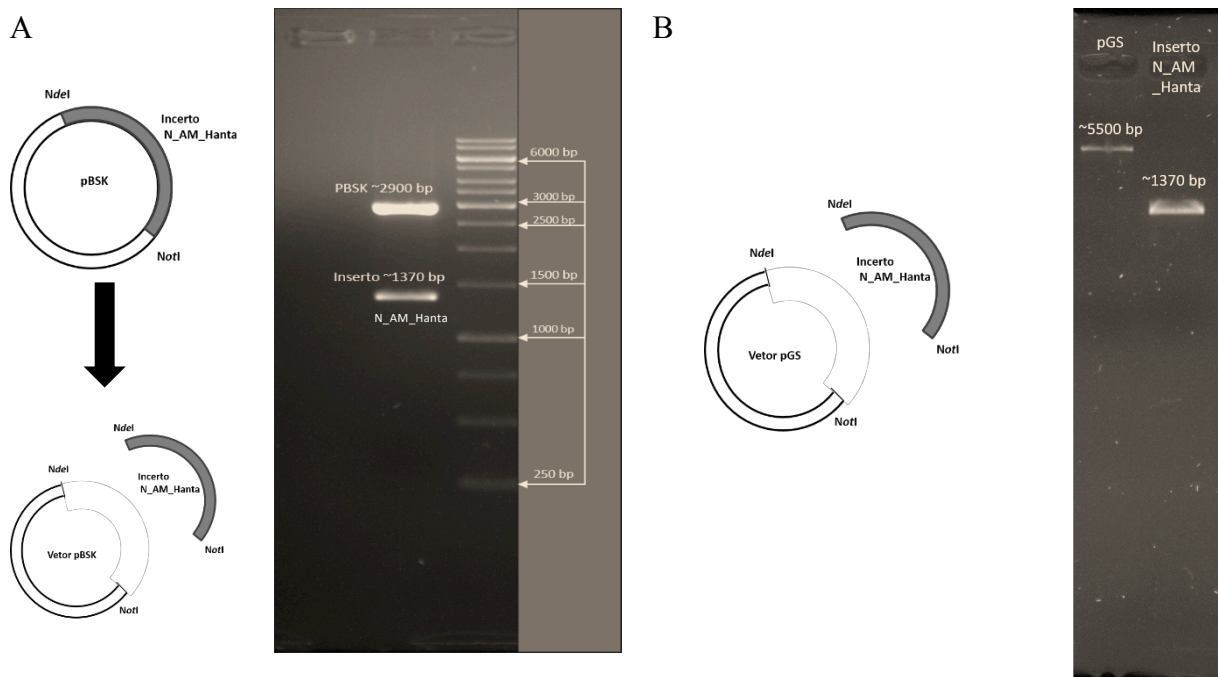 A
NdeI
Incerto
N_AM_Hanta
pBSK
NotI
NdeI
NdeI
Incerto
N_AM_Hanta
Vetor pBSK
NotI
NotI
6000 bp
PBSK ~2900 bp
3000 bp
2500 bp
Inserto ~1370 bp
1500 bp
N_AM_Hanta
1000 bp
250 bp
B
NdeI
NdeI
Incerto
N_AM_Hanta
Vetor pGS
NotI
NotI
pGS
Inserto
N_AM
_Hanta
~5500 bp
~1370 bp